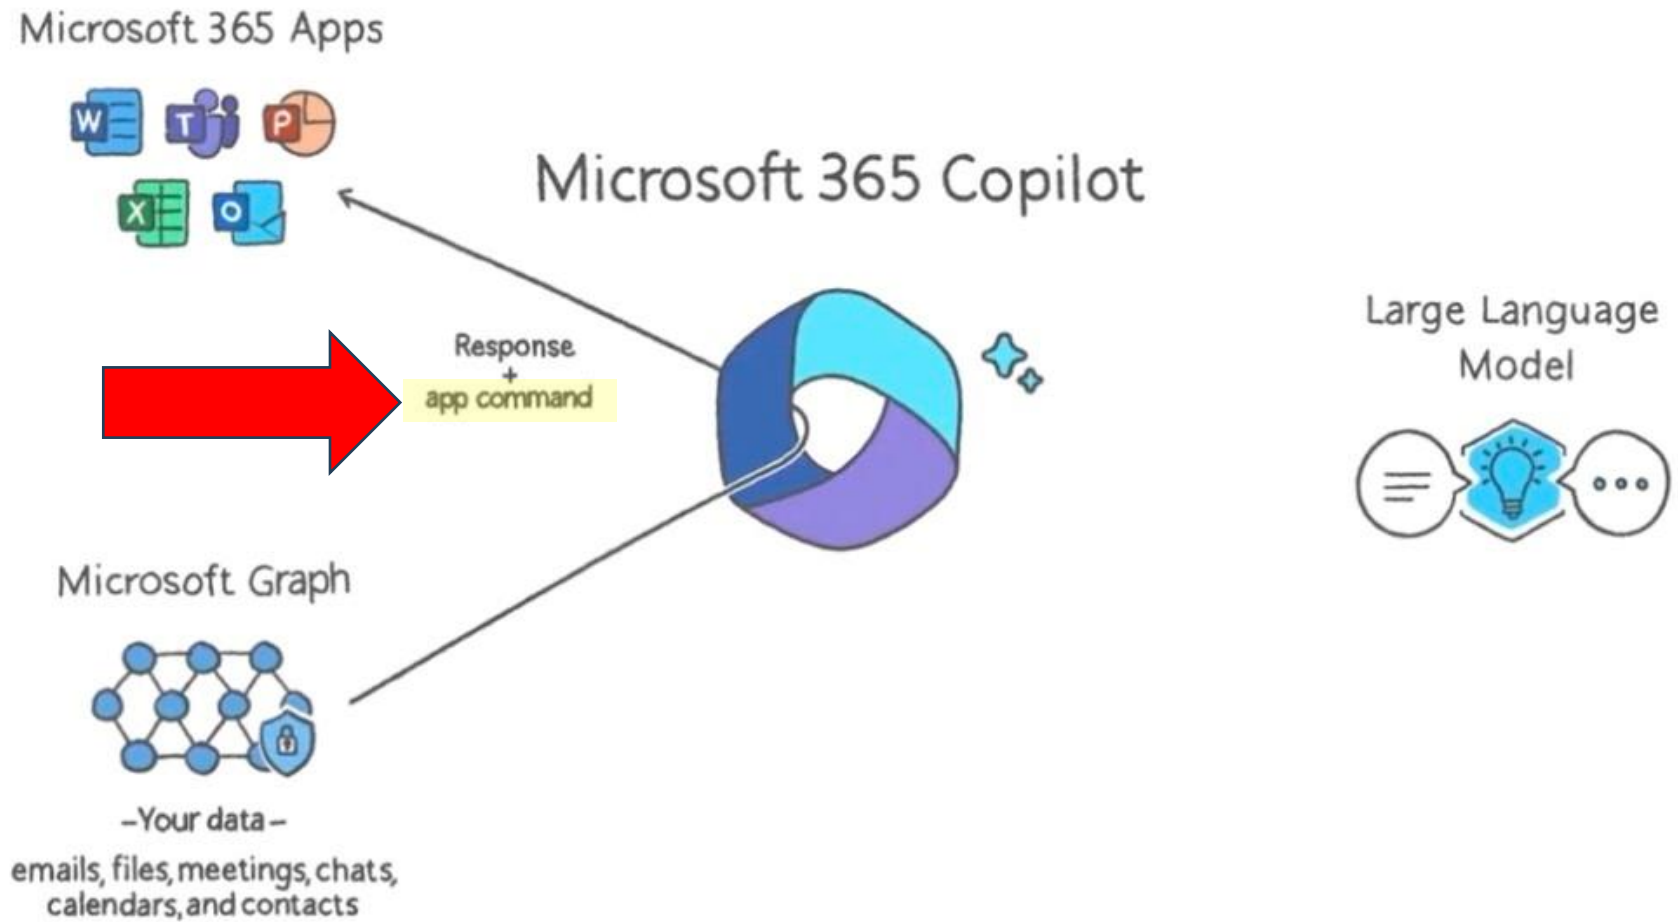 Microsoft 365 Apps
W
T
P
X
O
Microsoft 365 Copilot
Response
+
app command
Large Language
Model
Microsoft Graph
-Your data-
emails, files, meetings, chats,
calendars, and contacts